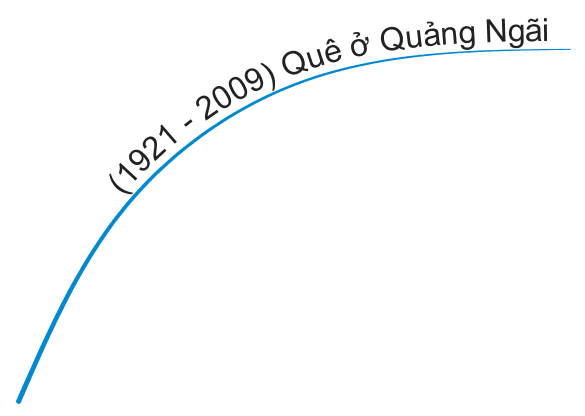 (1921 - 2009) Quê ở Quảng Ngãi